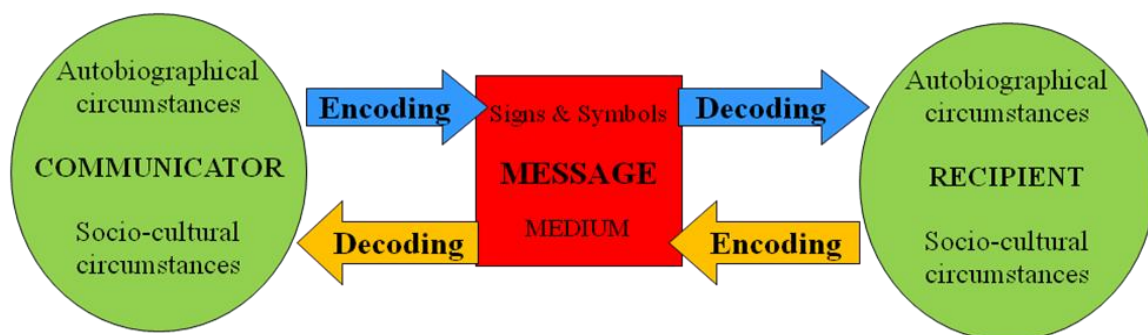 Autobiographical
circumstances
COMMUNICATOR
Socio-cultural
circumstances
Encoding
Decoding
Signs & Symbols
MESSAGE
MEDIUM
Decoding
Encoding
Autobiographical
circumstances
RECIPIENT
Socio-cultural
circumstances